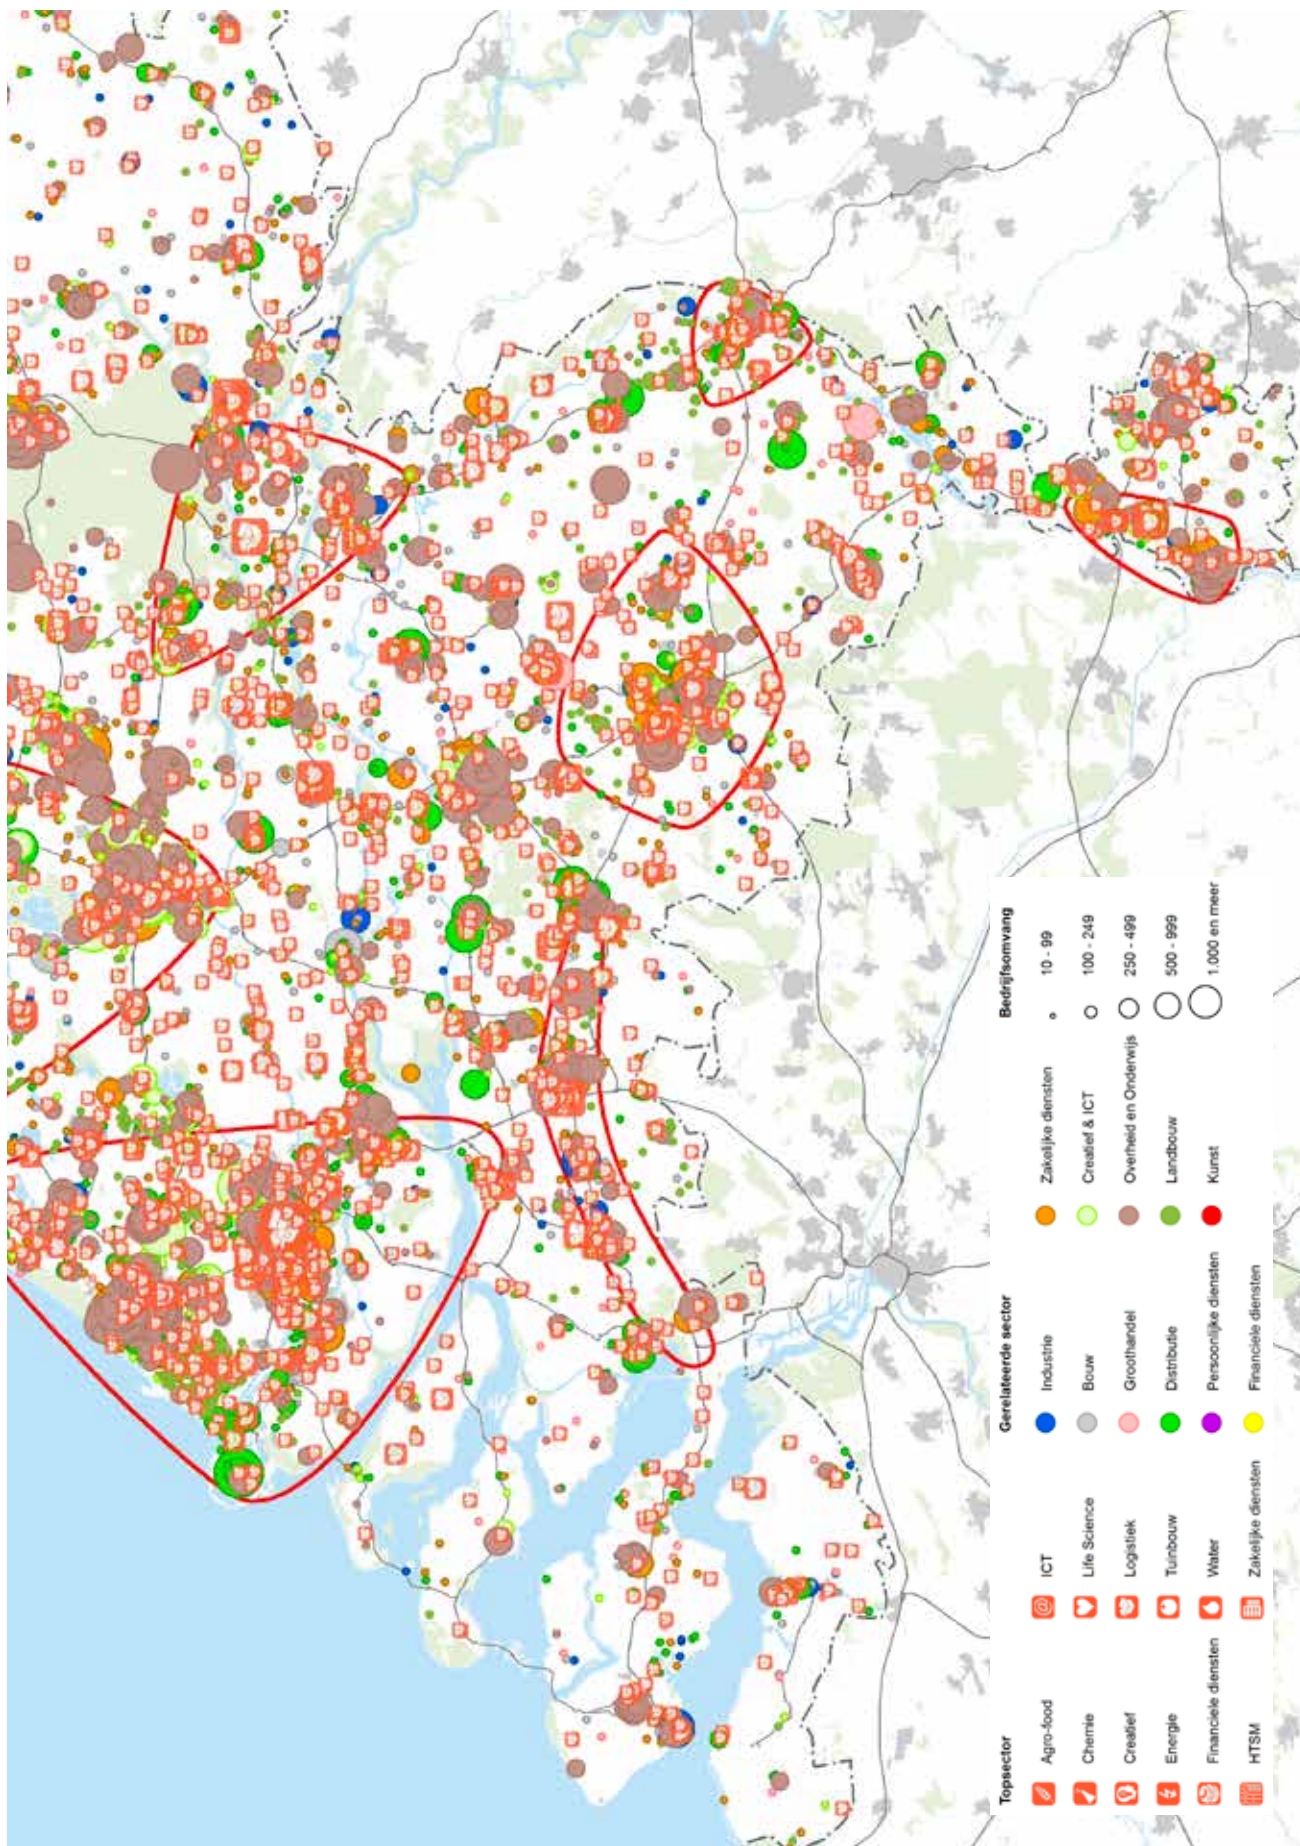 Topsector
Agro-food
Chemie
Creatief
Energie
Financiele diensten
HTSM
ICT
Life Science
Logistiek
Tuinbouw
Water
Zakelijke diensten
Gerelateerde sector
Industrie
Bouw
Groothandel
Distributie
Persoonlijke diensten
Financiele diensten
Zakelijke diensten
Creatief & ICT
Overheid en Onderwijs
Landbouw
Kunst
Bedrijfsomvang
10 - 99
100 - 249
250 - 499
500 - 999
1.000 en meer